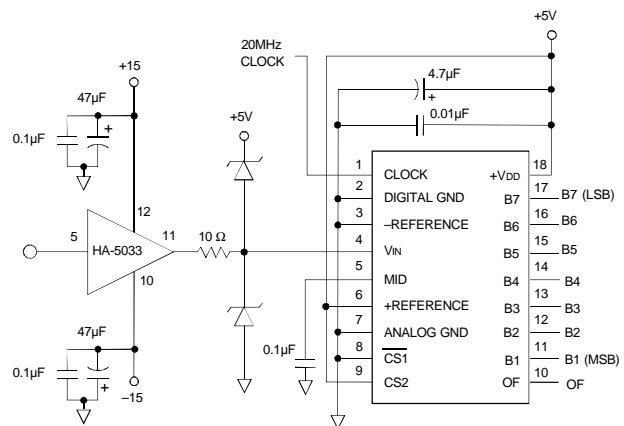 +5V
20MHz
CLOCK
+15
4.7µF
+
47µF
+5V
0.01µF
0.1µF
+
1
CLOCK
+VDD
18
2
DIGITAL GND
B7
17
B7 (LSB)
12
3
–REFERENCE
B6
16
B6
5
HA-5033
11
10 Ω
4
VIN
B5
15
B5
10
5
MID
B4
14
B4
6
+REFERENCE
B3
13
B3
47µF
7
ANALOG GND
B2
12
B2
0.1µF
+
0.1µF
8
CS1
B1
11
B1 (MSB)
–15
9
CS2
OF
10
OF